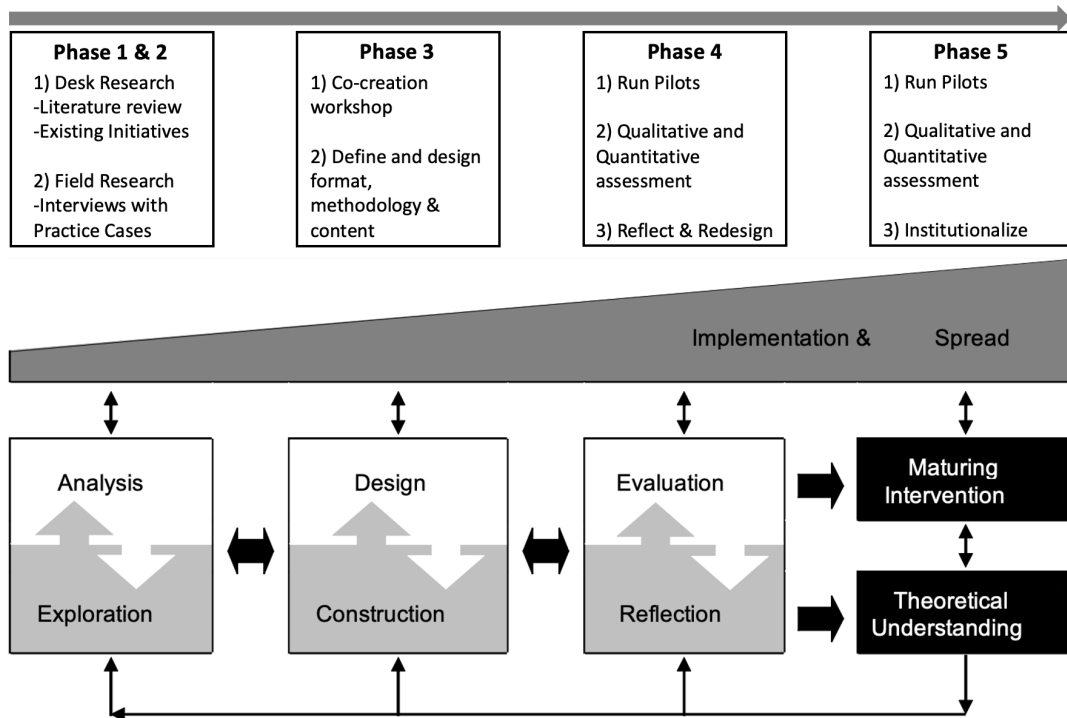 Phase 1 & 2
1) Desk Research
-Literature review
-Existing Initiatives
2) Field Research
-Interviews with
Practice Cases
Phase 3
1) Co-creation
workshop
2) Define and design
format,
methodology &
content
Phase 4
1) Run Pilots
2) Qualitative and
Quantitative
assessment
3) Reflect & Redesign
Phase 5
1) Run Pilots
2) Qualitative and
Quantitative
assessment
3) Institutionalize
Implementation & Spread
Analysis
Exploration
Design
Construction
Evaluation
Reflection
Maturing
Intervention
Theoretical
Understanding